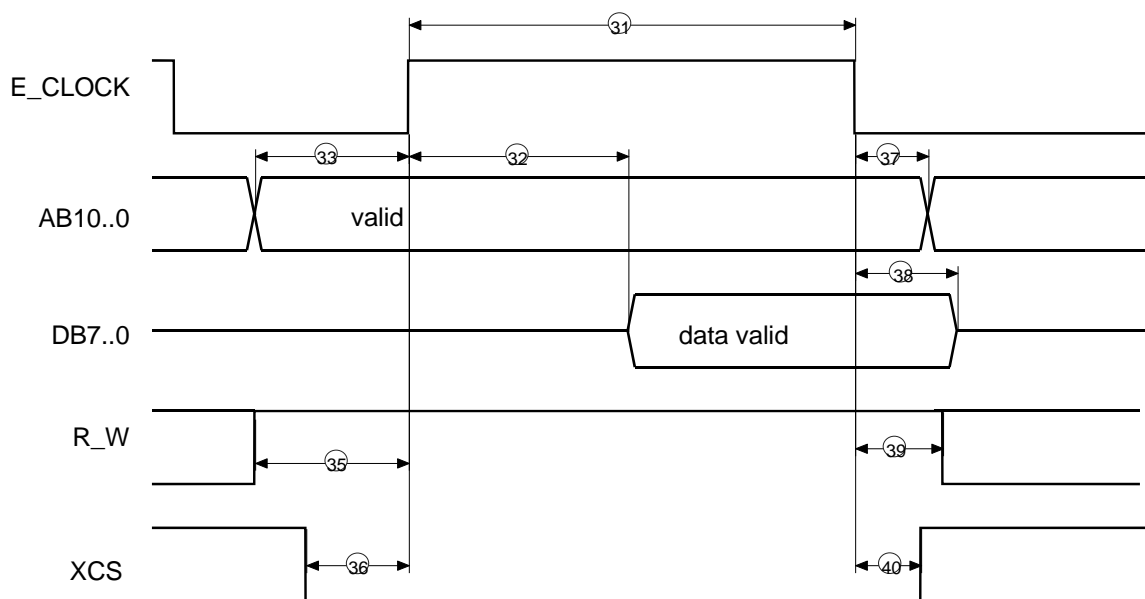 31
E_CLOCK
33
32
37
AB10..0
valid
38
DB7..0
data valid
R_W
35
39
XCS
36
40